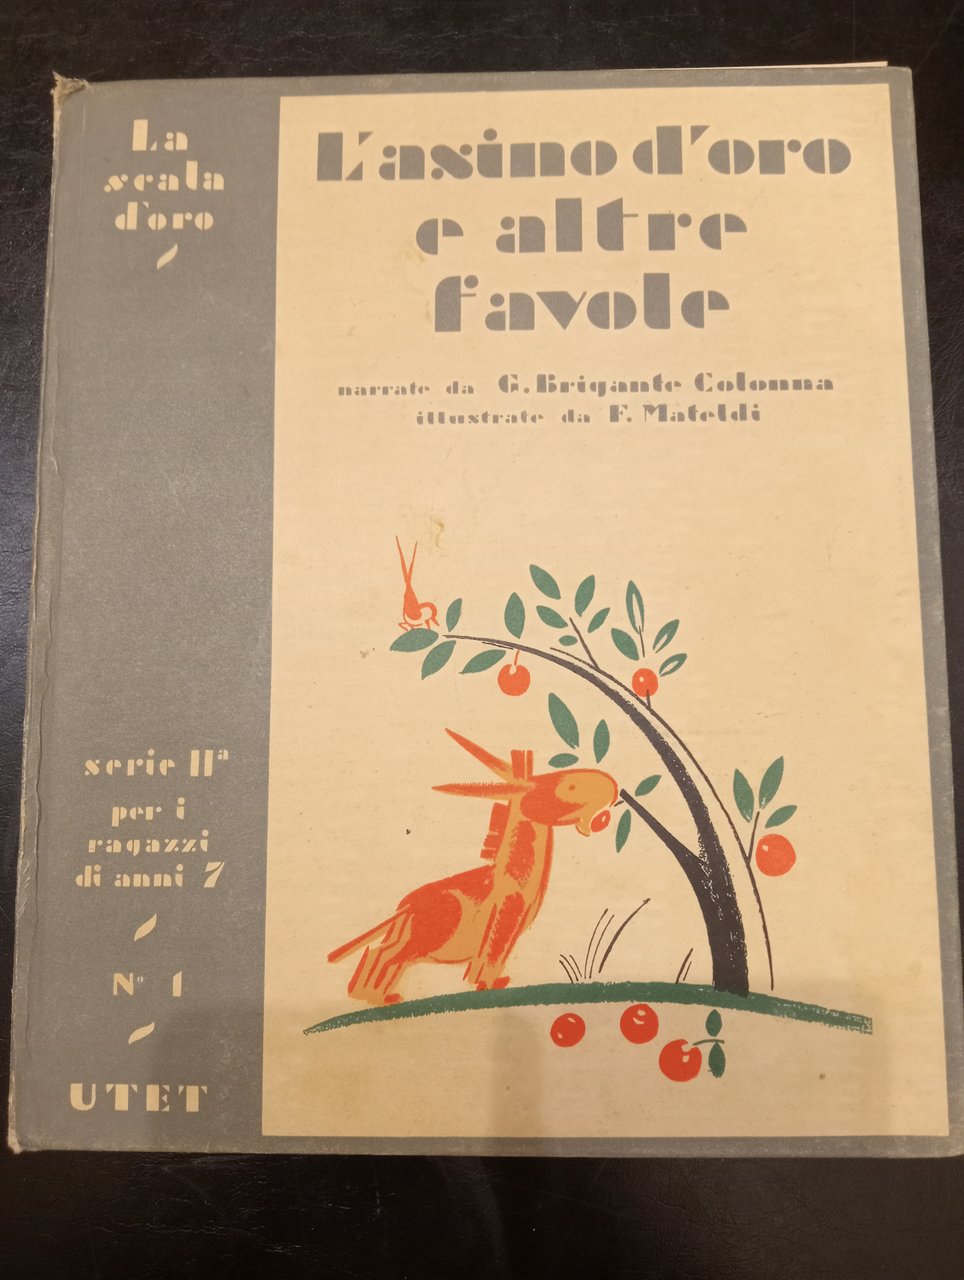 La
scala
d'oro
L'asino d'oro
e altre
favole
narrate da G. Brigante Colonna
illustrate da F. Mateldi
serie IIª
per i
ragazzi
di anni 7
Nº 1
UTET